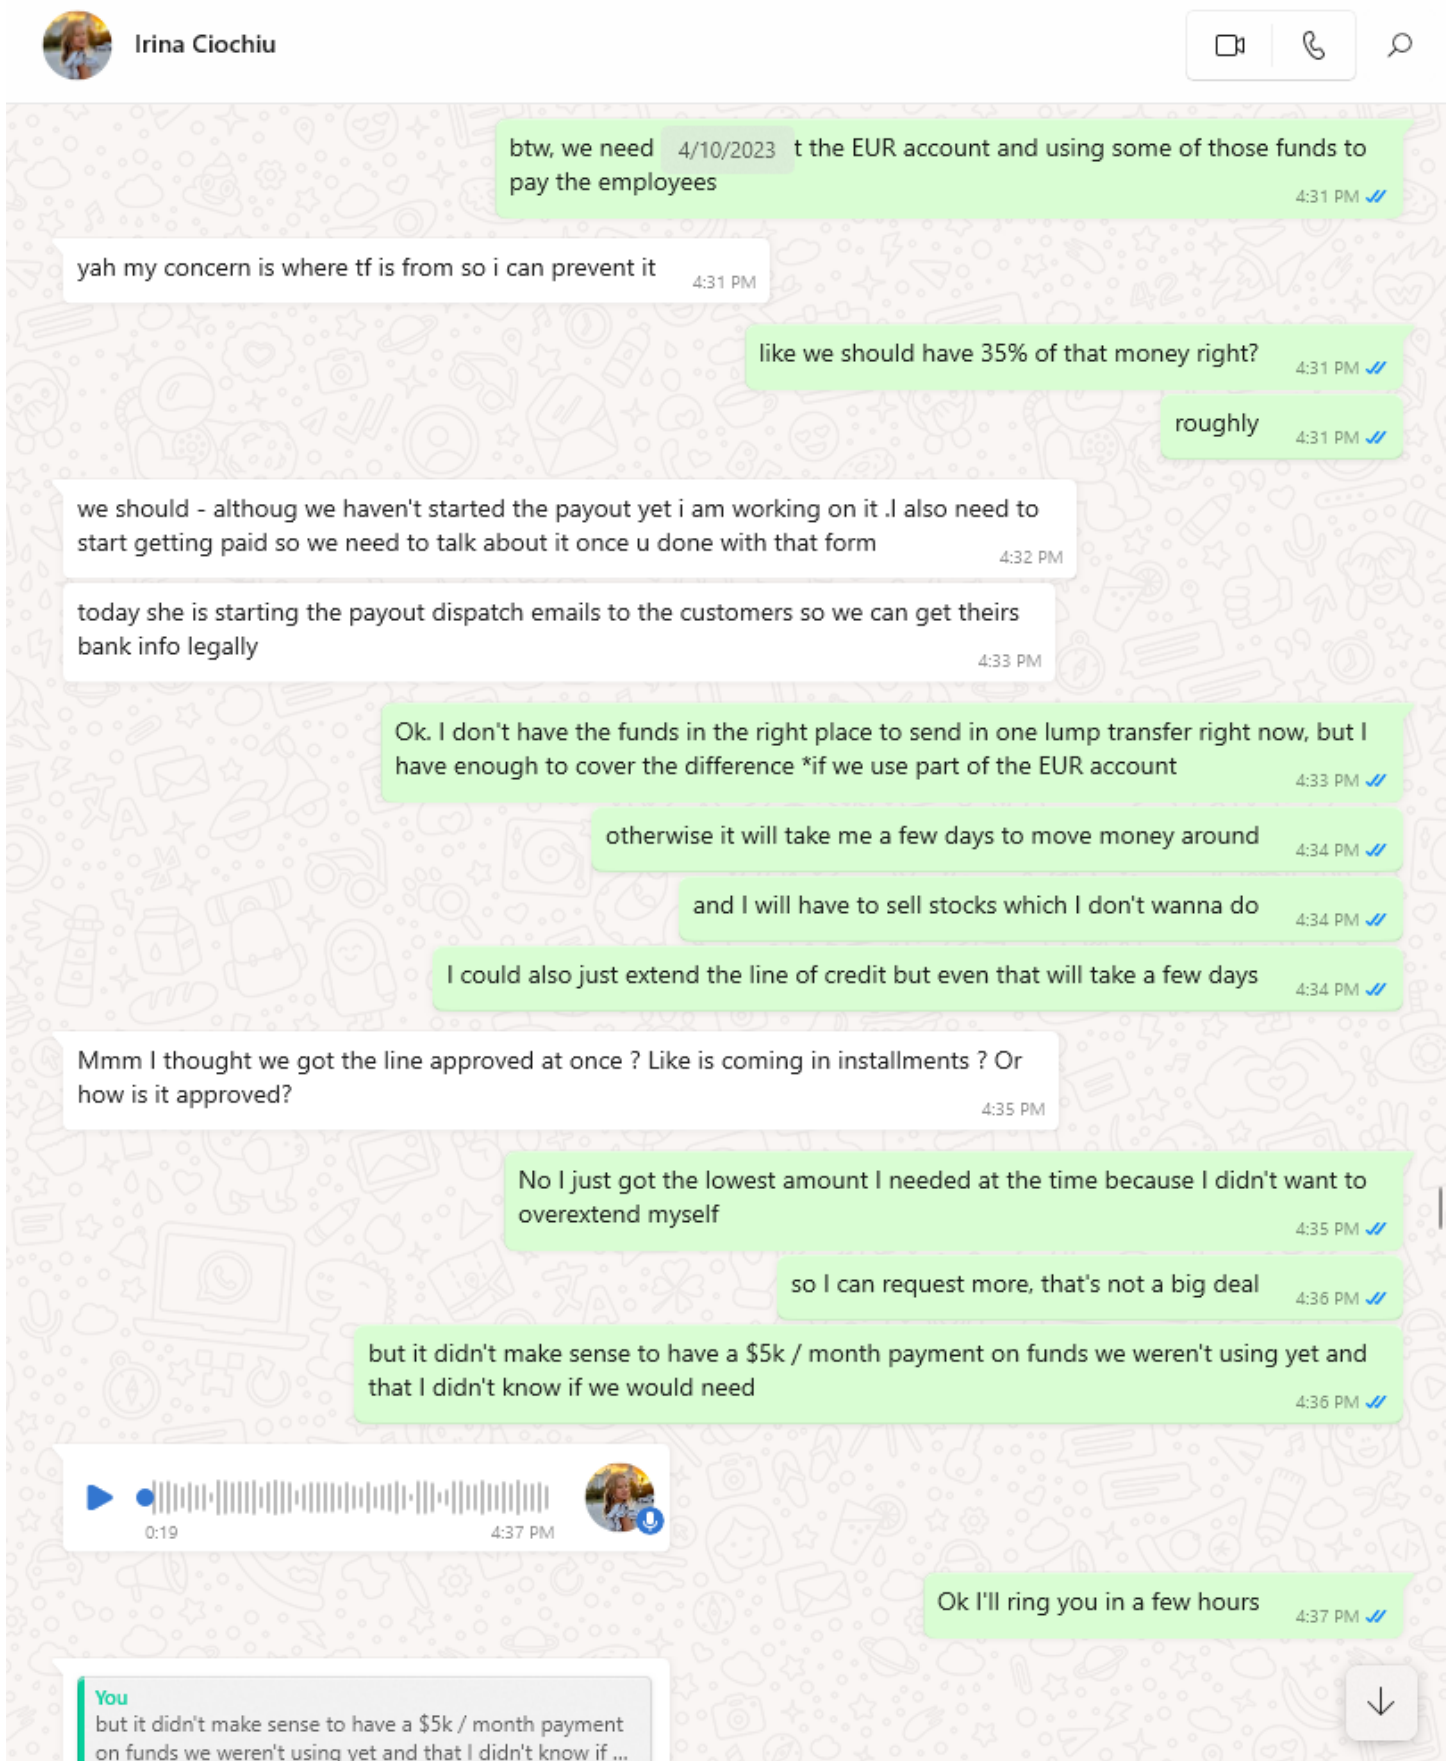 Irina Ciochiu
btw, we need 4/10/2023 t the EUR account and using some of those funds to
pay the employees
4:31 PM
yah my concern is where tf is from so i can prevent it
4:31 PM
like we should have 35% of that money right?
4:31 PM
roughly
4:31 PM
we should - althoug we haven't started the payout yet i am working on it .I also need to
start getting paid so we need to talk about it once u done with that form
4:32 PM
today she is starting the payout dispatch emails to the customers so we can get theirs
bank info legally
4:33 PM
Ok. I don't have the funds in the right place to send in one lump transfer right now, but I
have enough to cover the difference *if we use part of the EUR account
4:33 PM
otherwise it will take me a few days to move money around
4:34 PM
and I will have to sell stocks which I don't wanna do
4:34 PM
I could also just extend the line of credit but even that will take a few days
4:34 PM
Mmm I thought we got the line approved at once ? Like is coming in installments ? Or
how is it approved?
4:35 PM
No I just got the lowest amount I needed at the time because I didn't want to
overextend myself
4:35 PM
so I can request more, that's not a big deal
4:36 PM
but it didn't make sense to have a $5k / month payment on funds we weren't using yet and
that I didn't know if we would need
4:36 PM
0:19
4:37 PM
Ok I'll ring you in a few hours
4:37 PM
You
but it didn't make sense to have a $5k / month payment
on funds we weren't using yet and that I didn't know if ...